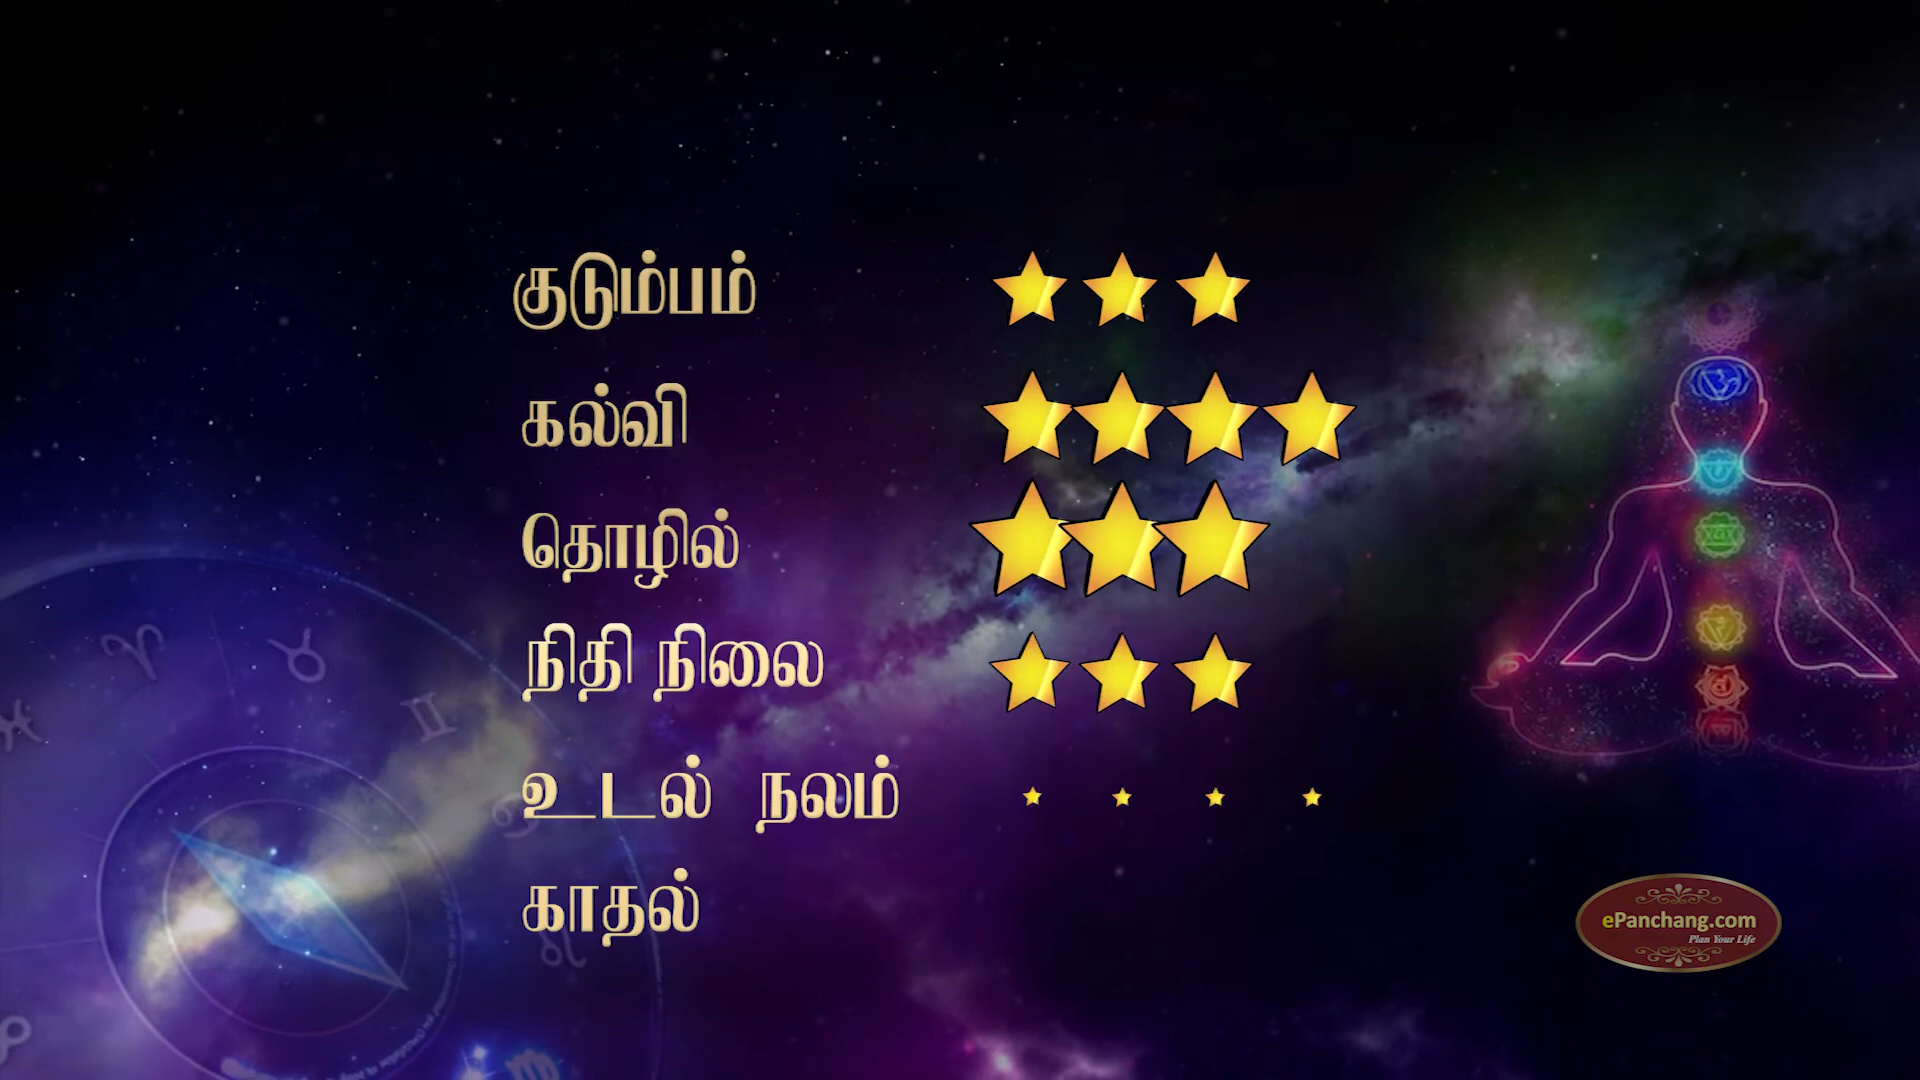 குடும்பம்
கல்வி
தொழில்
நிதி நிலை
உடல் நலம்
காதல்
ePanchang.com
Plan Your Life